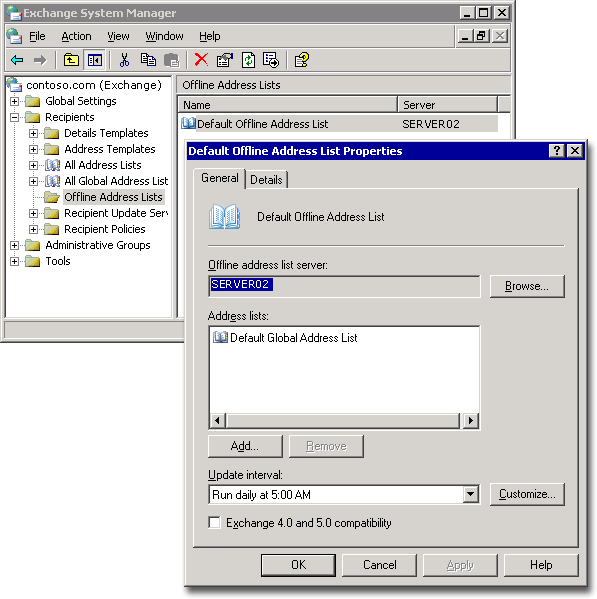 Exchange System Manager
File Action View Window Help
contoso.com (Exchange)
Global Settings
Recipients
Details Templates
Address Templates
All Address Lists
All Global Address List
Offline Address Lists
Recipient Update Serv
Recipient Policies
Administrative Groups
Tools
Offline Address Lists
Name Server
Default Offline Address List SERVER02
Default Offline Address List Properties
General Details
Default Offline Address List
Offline address list server:
SERVER02 Browse...
Address lists:
Default Global Address List
Add... Remove
Update interval:
Run daily at 5:00 AM Customize...
Exchange 4.0 and 5.0 compatibility
OK Cancel Apply Help